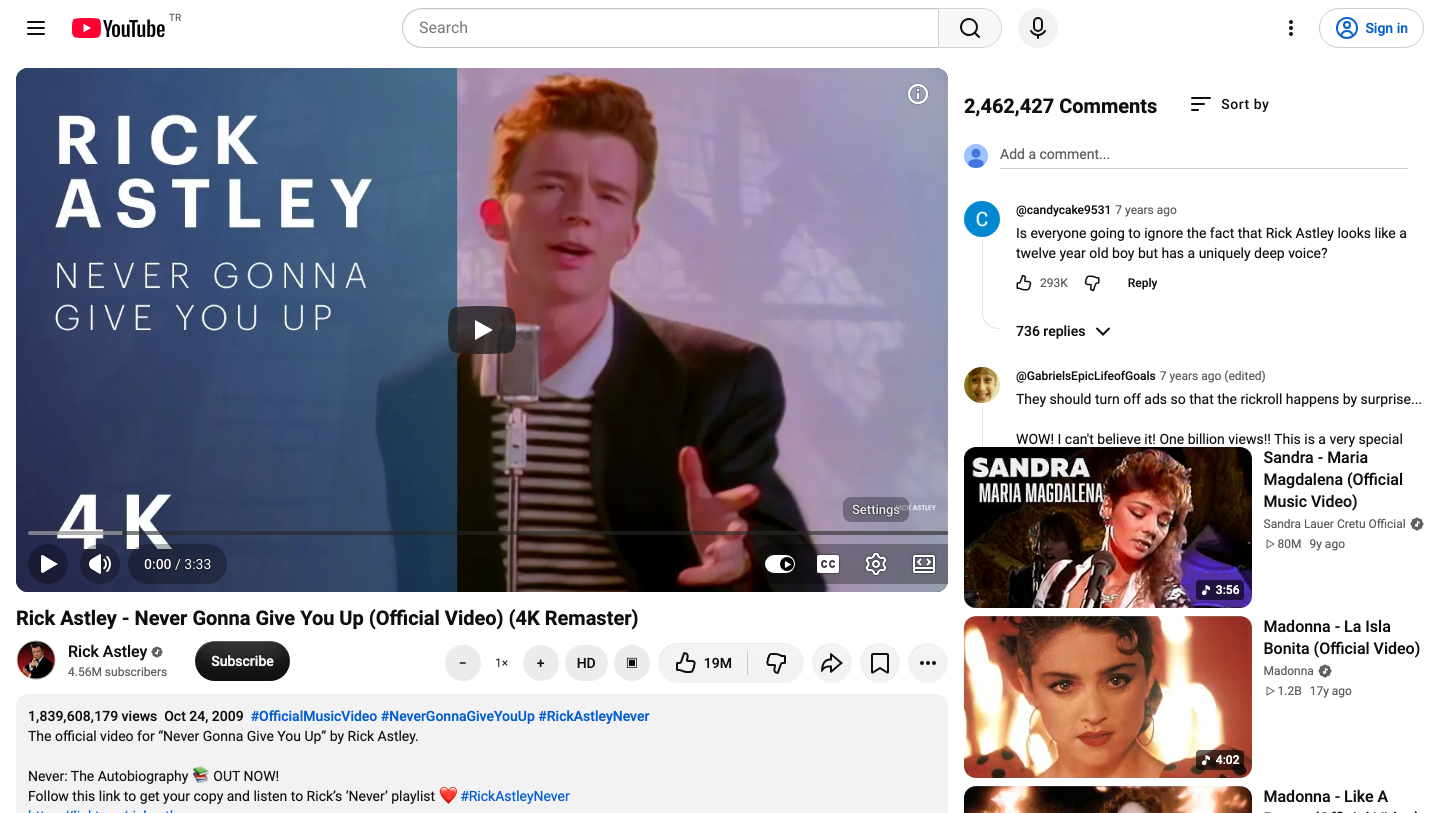 YouTube TR
Search
Sign in
RICK
ASTLEY
NEVER GONNA
GIVE YOU UP
4K
Settings
0:00 / 3:33
CC
Rick Astley - Never Gonna Give You Up (Official Video) (4K Remaster)
Rick Astley
4.56M subscribers
Subscribe
− 1× + HD 19M
1,839,608,179 views Oct 24, 2009 #OfficialMusicVideo #NeverGonnaGiveYouUp #RickAstleyNever
The official video for “Never Gonna Give You Up” by Rick Astley.
Never: The Autobiography 📚 OUT NOW!
Follow this link to get your copy and listen to Rick’s ‘Never’ playlist ❤️ #RickAstleyNever
2,462,427 Comments
Sort by
Add a comment...
C
@candycake9531 7 years ago
Is everyone going to ignore the fact that Rick Astley looks like a
twelve year old boy but has a uniquely deep voice?
293K Reply
736 replies
@GabrielsEpicLifeofGoals 7 years ago (edited)
They should turn off ads so that the rickroll happens by surprise...
WOW! I can't believe it! One billion views!! This is a very special
SANDRA
MARIA MAGDALENA
3:56
Sandra - Maria
Magdalena (Official
Music Video)
Sandra Lauer Cretu Official
80M 9y ago
4:02
Madonna - La Isla
Bonita (Official Video)
Madonna
1.2B 17y ago
Madonna - Like A